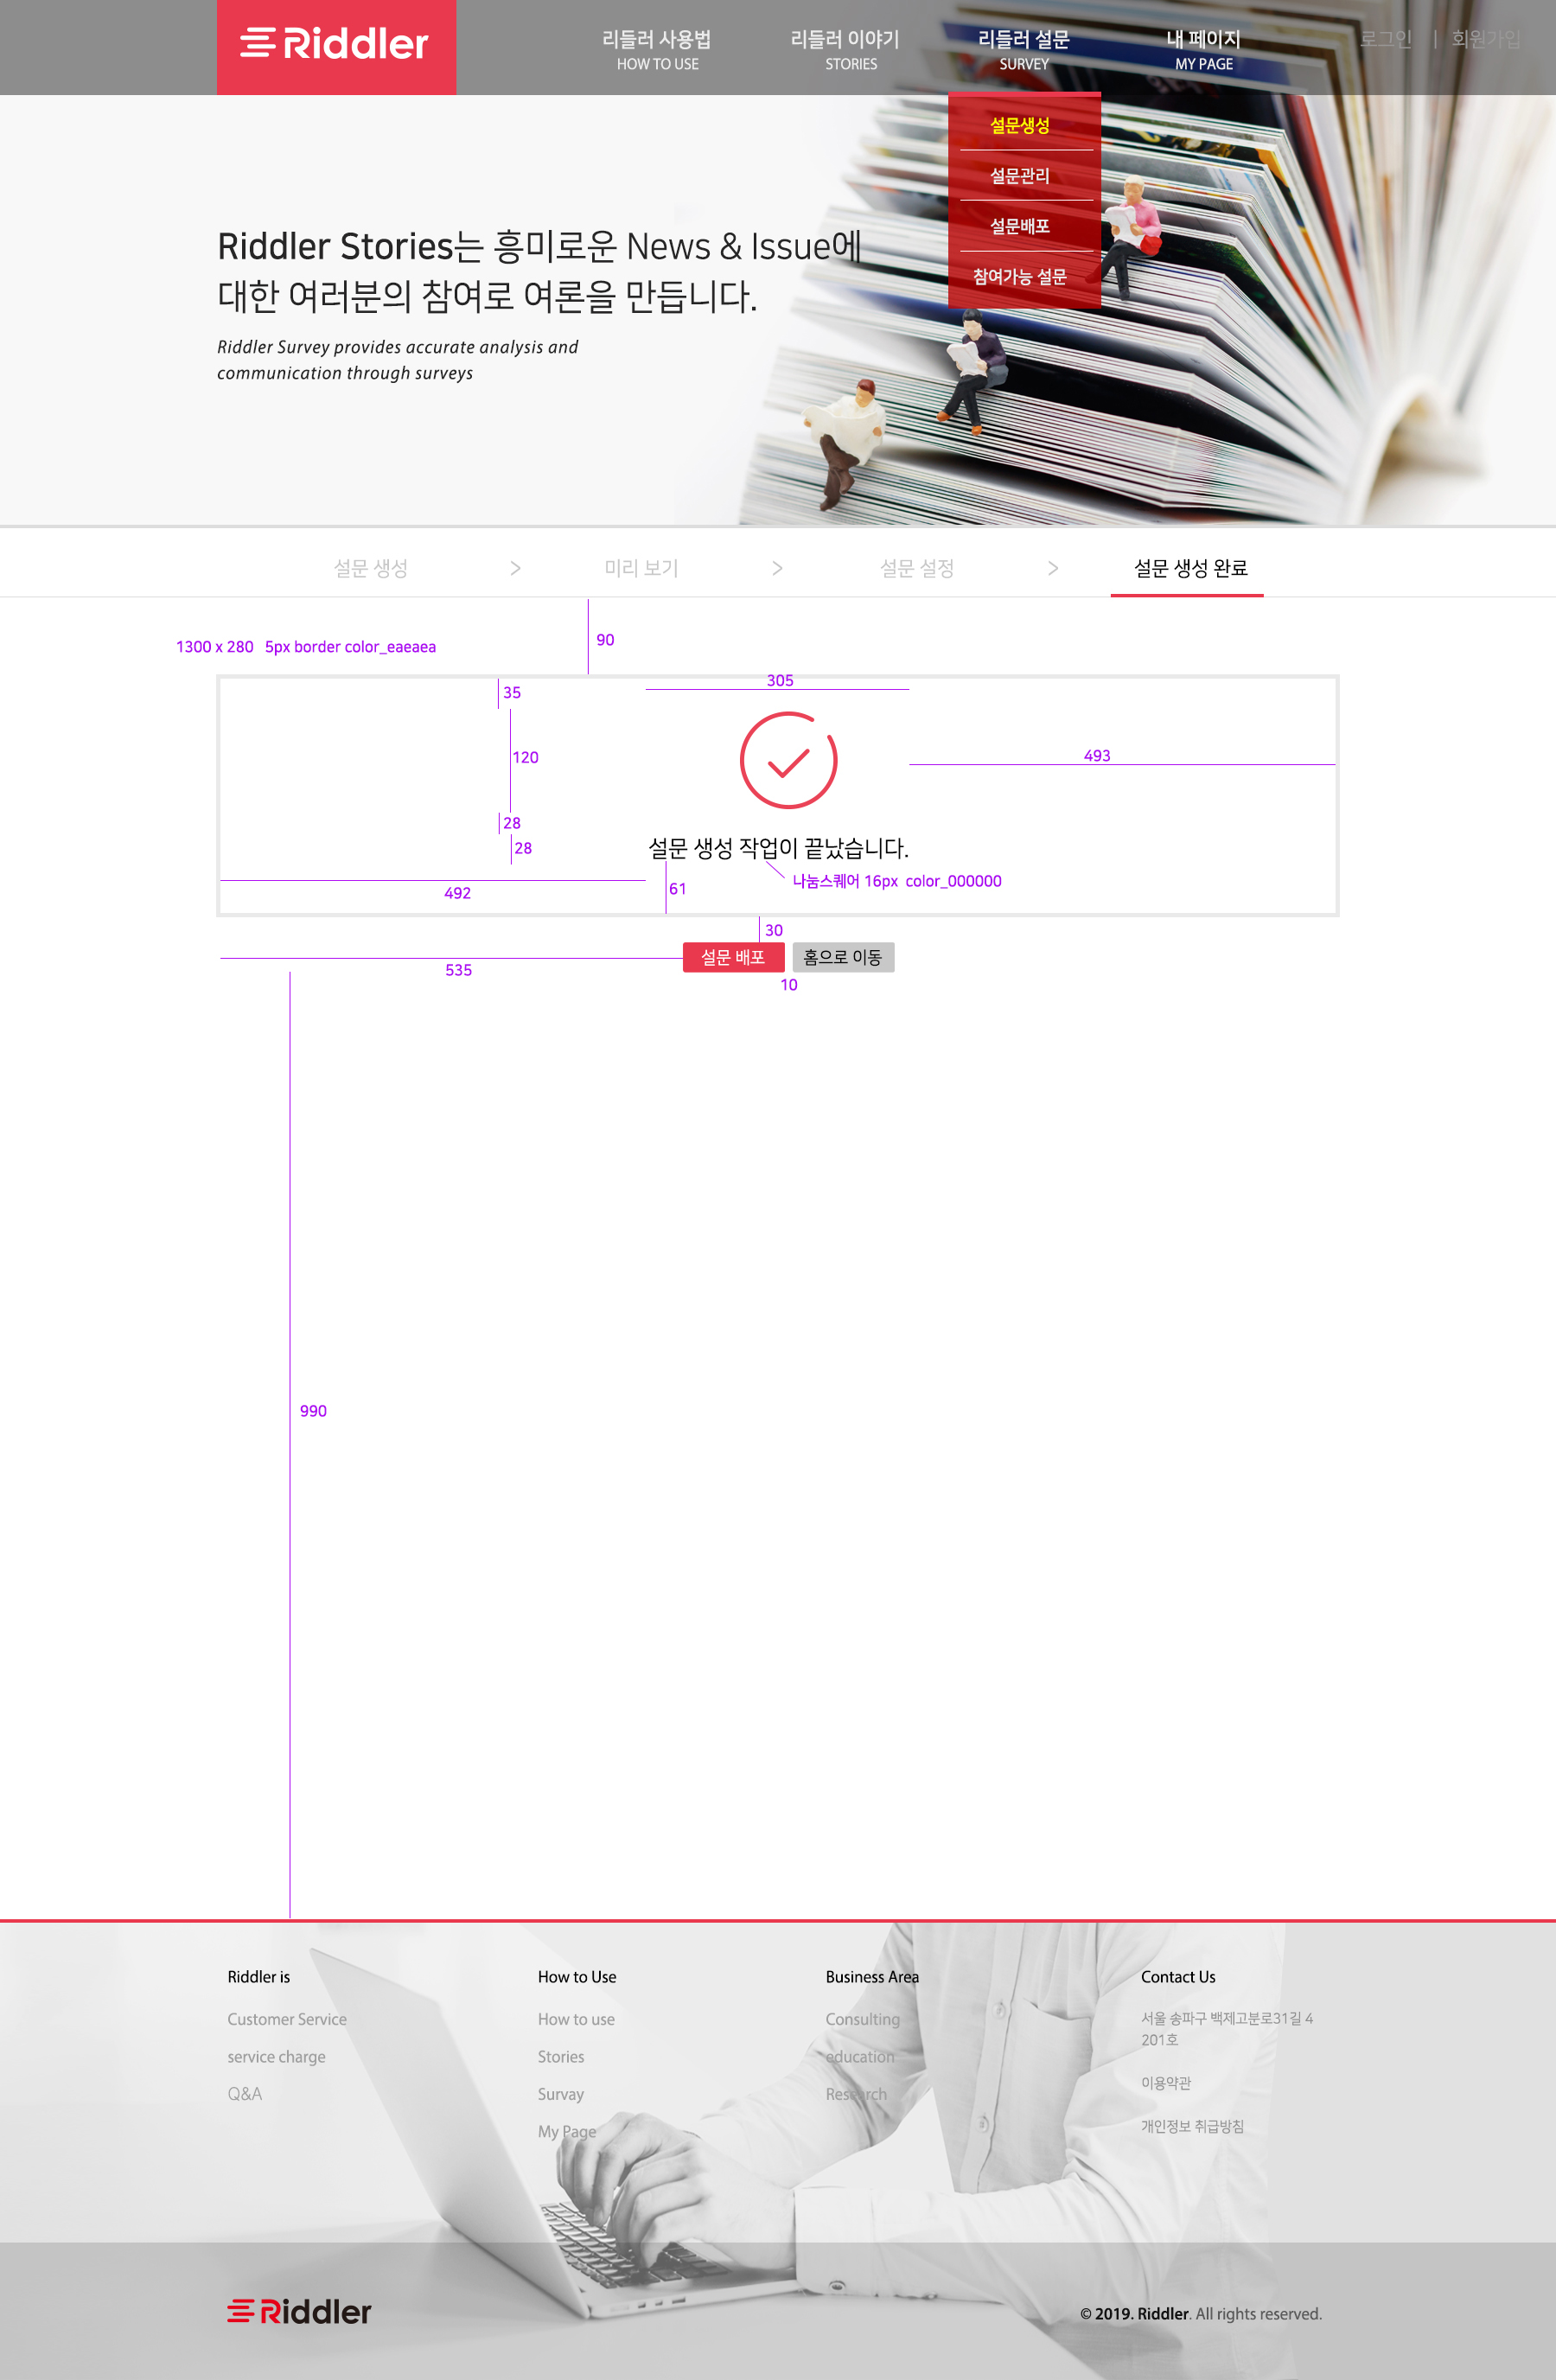 Riddler
리들러 사용법
HOW TO USE
리들러 이야기
STORIES
리들러 설문
SURVEY
내 페이지
MY PAGE
로그인 | 회원가입
설문생성
설문관리
설문배포
참여가능 설문
Riddler Stories는 흥미로운 News & Issue에
대한 여러분의 참여로 여론을 만듭니다.
Riddler Survey provides accurate analysis and
communication through surveys
설문 생성 > 미리 보기 > 설문 설정 > 설문 생성 완료
90
1300 x 280 5px border color_eaeaea
305
35
120
493
28
28
설문 생성 작업이 끝났습니다.
나눔스퀘어 16px color_000000
61
492
30
설문 배포
홈으로 이동
535
10
990
Riddler is
Customer Service
service charge
Q&A
How to Use
How to use
Stories
Survay
My Page
Business Area
Consulting
education
Research
Contact Us
서울 송파구 백제고분로31길 4
201호
이용약관
개인정보 취급방침
Riddler
© 2019. Riddler. All rights reserved.